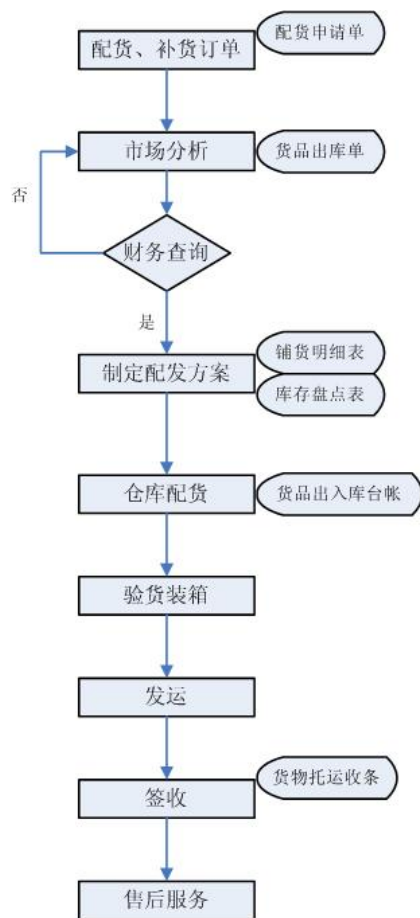 配货、补货订单
配货申请单
市场分析
货品出库单
否
财务查询
是
铺货明细表
制定配发方案
库存盘点表
仓库配货
货品出入库台帐
验货装箱
发运
货物托运收条
签收
售后服务